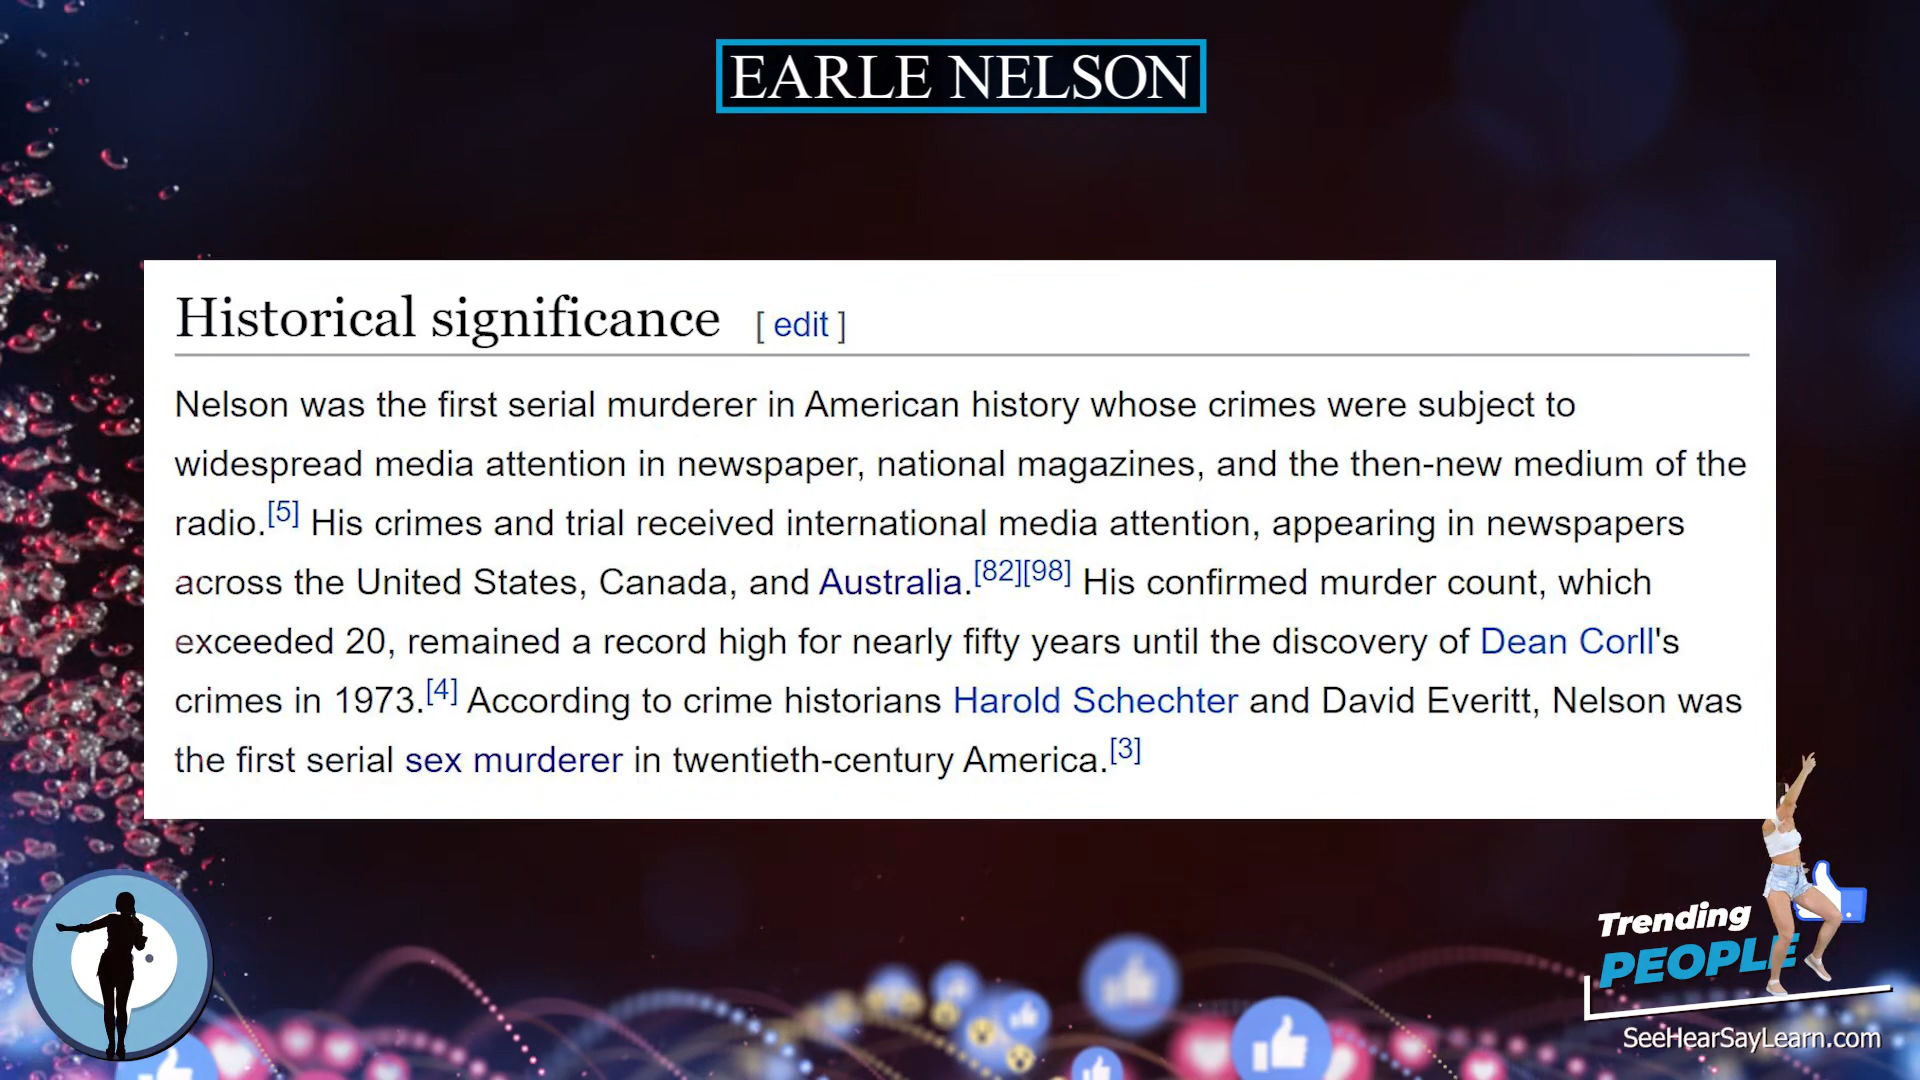 EARLE NELSON
Historical significance [ edit ]
Nelson was the first serial murderer in American history whose crimes were subject to
widespread media attention in newspaper, national magazines, and the then-new medium of the
radio.[5] His crimes and trial received international media attention, appearing in newspapers
across the United States, Canada, and Australia.[82][98] His confirmed murder count, which
exceeded 20, remained a record high for nearly fifty years until the discovery of Dean Corll's
crimes in 1973.[4] According to crime historians Harold Schechter and David Everitt, Nelson was
the first serial sex murderer in twentieth-century America.[3]
Trending
PEOPLE
SeeHearSayLearn.com